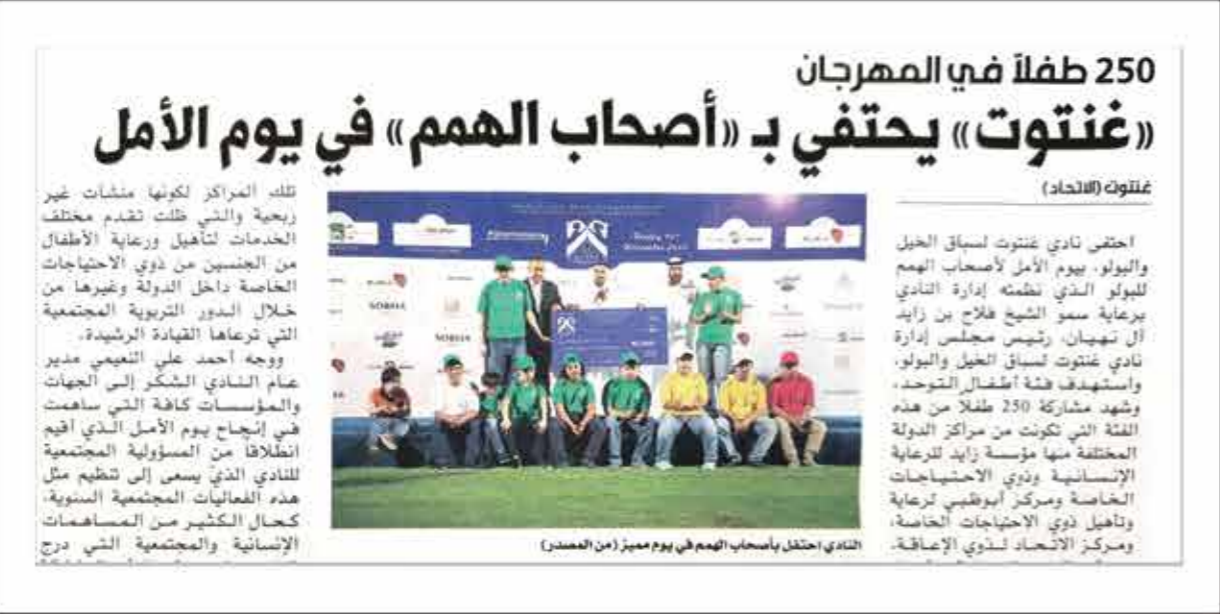 250 طفلاً في المهرجان
«غنتوت» يحتفي بـ «أصحاب الهمم» في يوم الأمل
غنتوت (الاتحاد)
احتفى نادي غنتوت لسباق الخيل
والبولو، بيوم الأمل لأصحاب الهمم
للبولو الذي نظمته إدارة النادي
برعاية سمو الشيخ فلاح بن زايد
آل نهيان، رئيس مجلس إدارة
نادي غنتوت لسباق الخيل والبولو،
واستهدف فئة أطفال التوحد،
وشهد مشاركة 250 طفلا من هذه
الفئة التي تكونت من مراكز الدولة
المختلفة منها مؤسسة زايد للرعاية
الإنسانية وذوي الاحتياجات
الخاصة ومركز أبوظبي لرعاية
وتأهيل ذوي الاحتياجات الخاصة،
ومركز الاتحاد لذوي الإعاقة،
النادي احتفل بأصحاب الهمم في يوم مميز (من المصدر)
تلك المراكز لكونها منشآت غير
ربحية والتي ظلت تقدم مختلف
الخدمات لتأهيل ورعاية الأطفال
من الجنسين من ذوي الاحتياجات
الخاصة داخل الدولة وغيرها من
خلال الدور التربوية المجتمعية
التي ترعاها القيادة الرشيدة.
ووجه أحمد علي النعيمي مدير
عام النادي الشكر إلى الجهات
والمؤسسات كافة التي ساهمت
في إنجاح يوم الأمل الذي أقيم
انطلاقا من المسؤولية المجتمعية
للنادي الذي يسعى إلى تنظيم مثل
هذه الفعاليات المجتمعية السنوية،
كحال الكثير من المساهمات
الإنسانية والمجتمعية التي درج